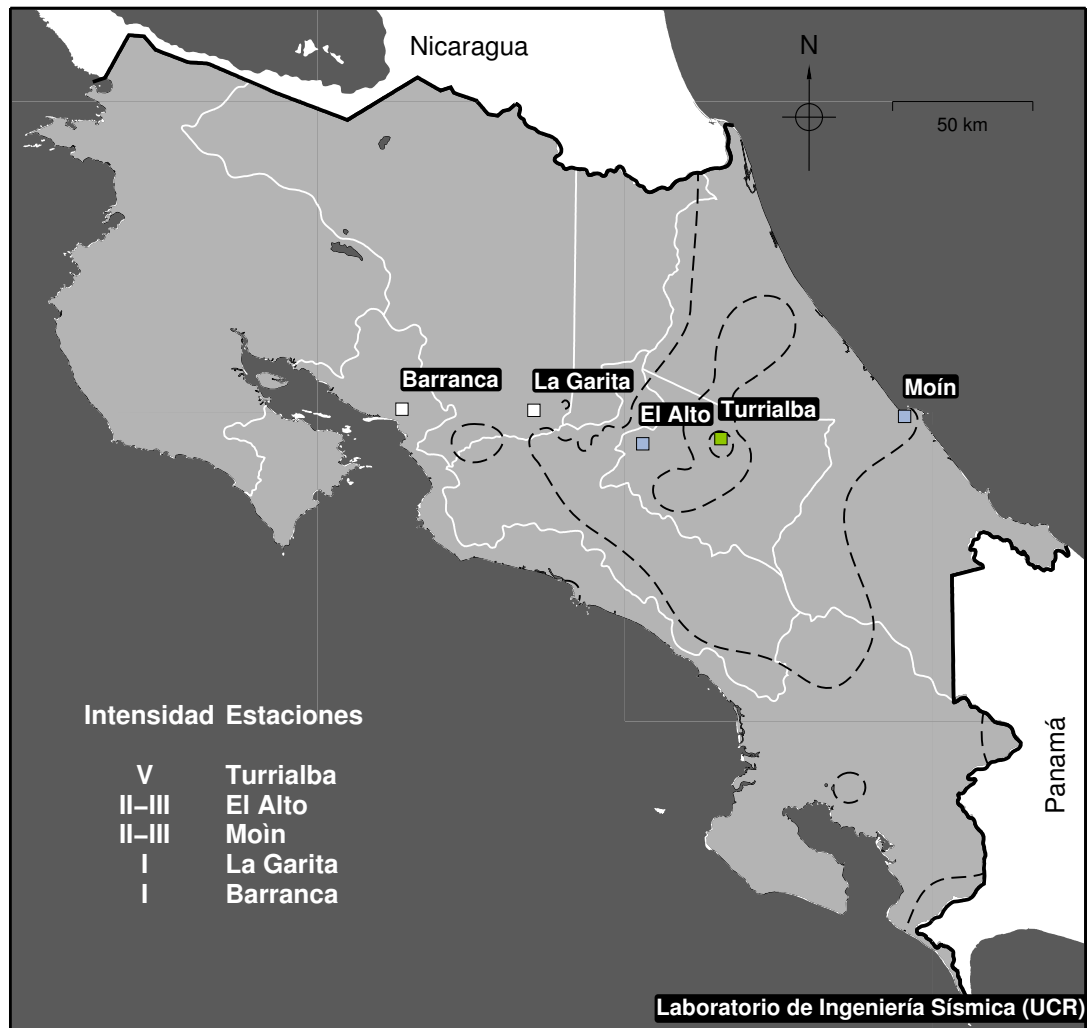 Nicaragua
N
50 km
Barranca
La Garita
Moín
El Alto
Turrialba
Intensidad Estaciones
V Turrialba
II–III El Alto
II–III Moìn
I La Garita
I Barranca
Panamá
Laboratorio de Ingeniería Sísmica (UCR)